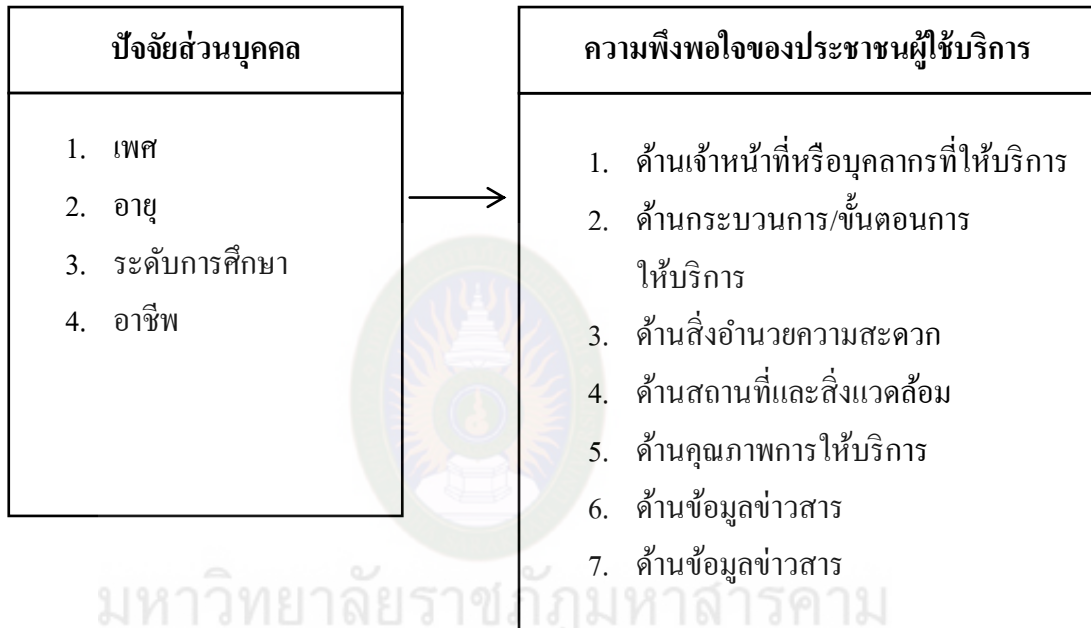 ปัจจัยส่วนบุคคล
1. เพศ
2. อายุ
3. ระดับการศึกษา
4. อาชีพ
ความพึงพอใจของประชาชนผู้ใช้บริการ
1. ด้านเจ้าหน้าที่หรือบุคลากรที่ให้บริการ
2. ด้านกระบวนการ/ขั้นตอนการ
ให้บริการ
3. ด้านสิ่งอำนวยความสะดวก
4. ด้านสถานที่และสิ่งแวดล้อม
5. ด้านคุณภาพการให้บริการ
6. ด้านข้อมูลข่าวสาร
7. ด้านข้อมูลข่าวสาร
มหาวิทยาลัยราชภัฏมหาสารคาม